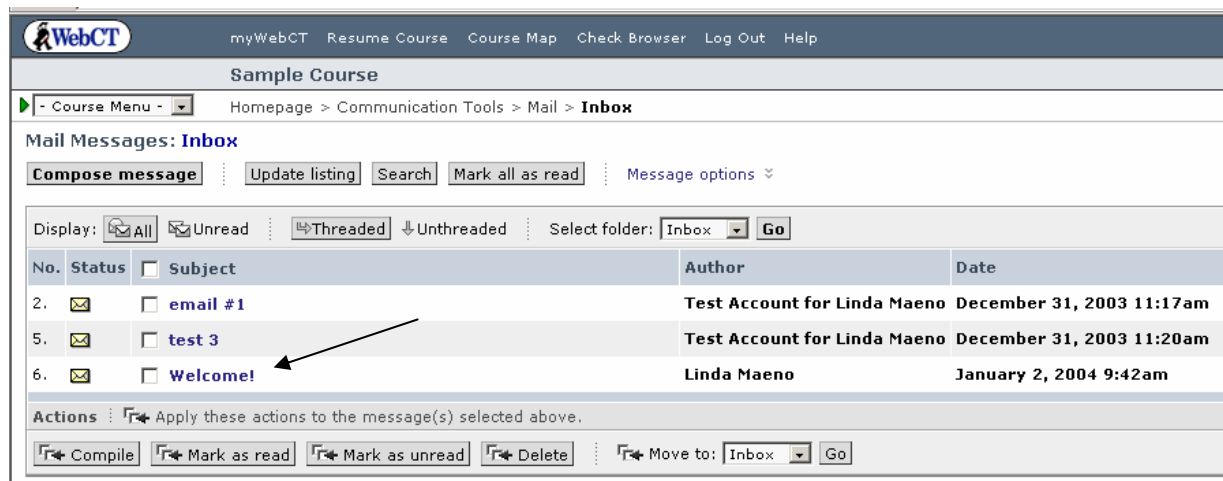 WebCT myWebCT Resume Course Course Map Check Browser Log Out Help
Sample Course
- Course Menu - Homepage > Communication Tools > Mail > Inbox
Mail Messages: Inbox
Compose message Update listing Search Mark all as read Message options
Display: All Unread Threaded Unthreaded Select folder: Inbox Go
No. Status Subject Author Date
2. email #1 Test Account for Linda Maeno December 31, 2003 11:17am
5. test 3 Test Account for Linda Maeno December 31, 2003 11:20am
6. Welcome! Linda Maeno January 2, 2004 9:42am
Actions Apply these actions to the message(s) selected above.
Compile Mark as read Mark as unread Delete Move to: Inbox Go